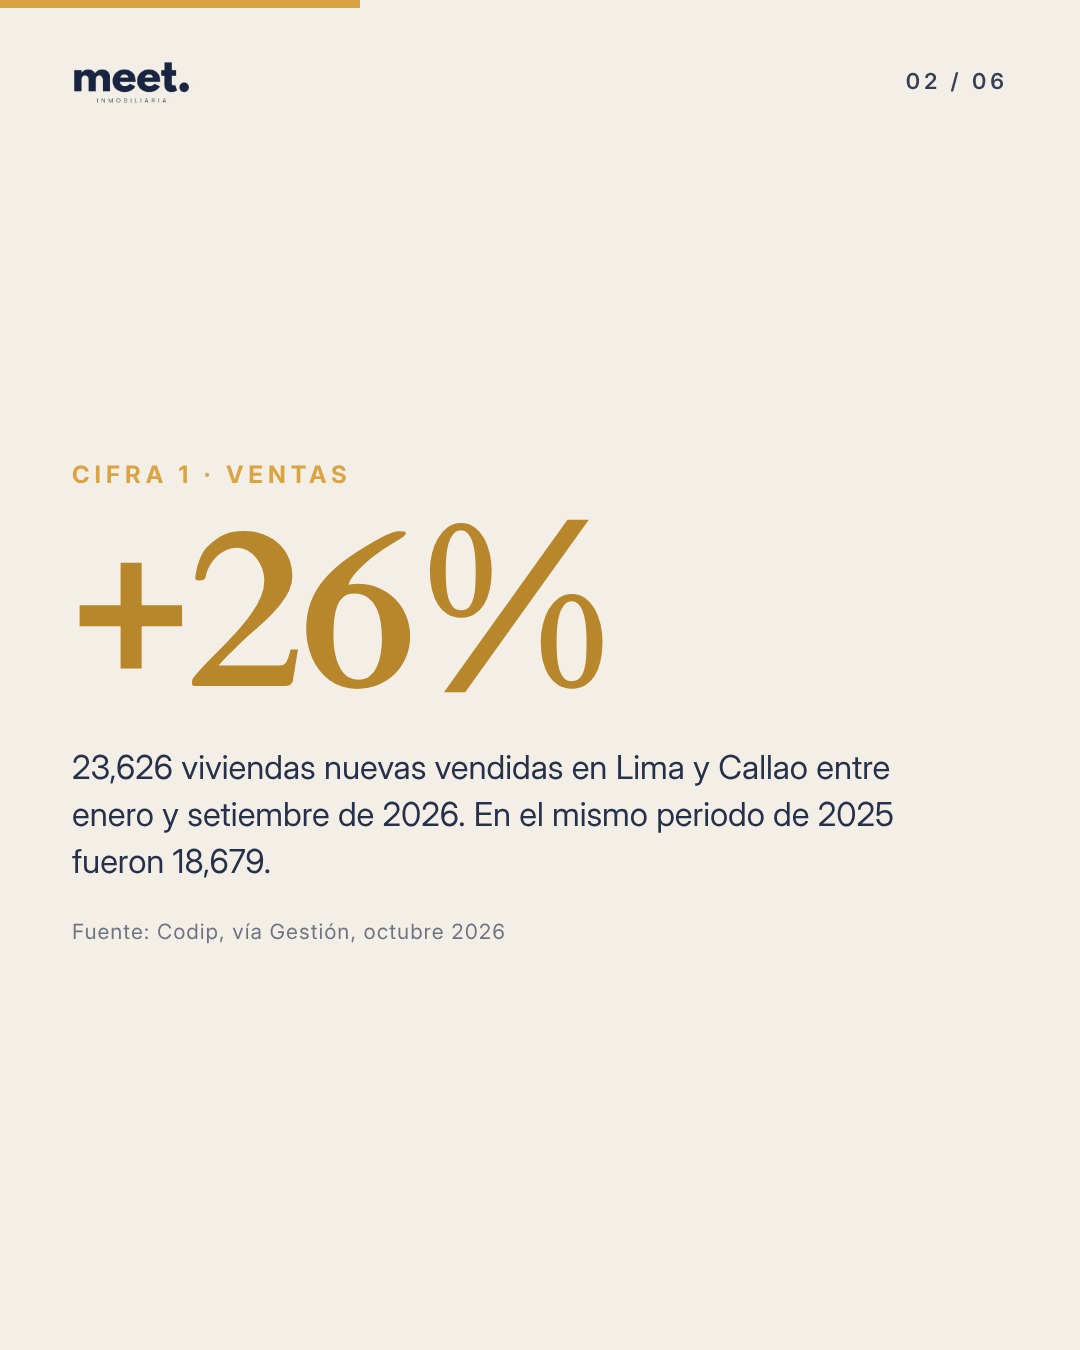 meet.
INMOBILIARIA
02 / 06
CIFRA 1 · VENTAS
+26%
23,626 viviendas nuevas vendidas en Lima y Callao entre
enero y setiembre de 2026. En el mismo periodo de 2025
fueron 18,679.
Fuente: Codip, vía Gestión, octubre 2026